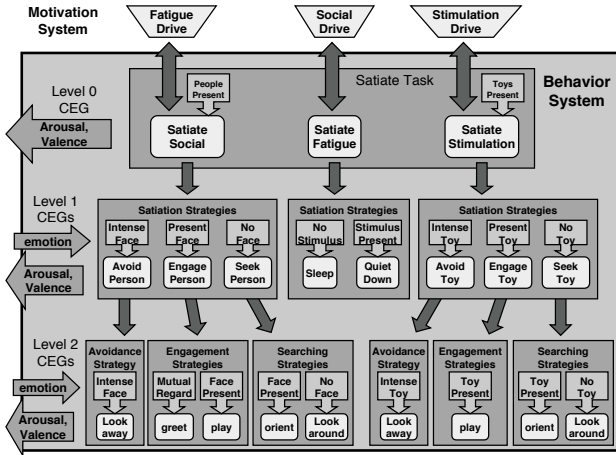 Motivation
System
Fatigue
Drive
Social
Drive
Stimulation
Drive
Level 0
CEG
Satiate Task
Behavior
System
People
Present
Toys
Present
Arousal,
Valence
Satiate
Social
Satiate
Fatigue
Satiate
Stimulation
Level 1
CEGs
Satiation Strategies
Satiation Strategies
Satiation Strategies
Intense
Face
Present
Face
No
Face
No
Stimulus
Stimulus
Present
Intense
Toy
Present
Toy
No
Toy
emotion
Avoid
Person
Engage
Person
Seek
Person
Sleep
Quiet
Down
Avoid
Toy
Engage
Toy
Seek
Toy
Arousal,
Valence
Level 2
CEGs
Avoidance
Strategy
Engagement
Strategies
Searching
Strategies
Avoidance
Strategy
Engagement
Strategies
Searching
Strategies
emotion
Intense
Face
Mutual
Regard
Face
Present
Face
Present
No
Face
Intense
Toy
Toy
Present
Toy
Present
No
Toy
Arousal,
Valence
Look
away
greet
play
orient
Look
around
Look
away
play
orient
Look
around